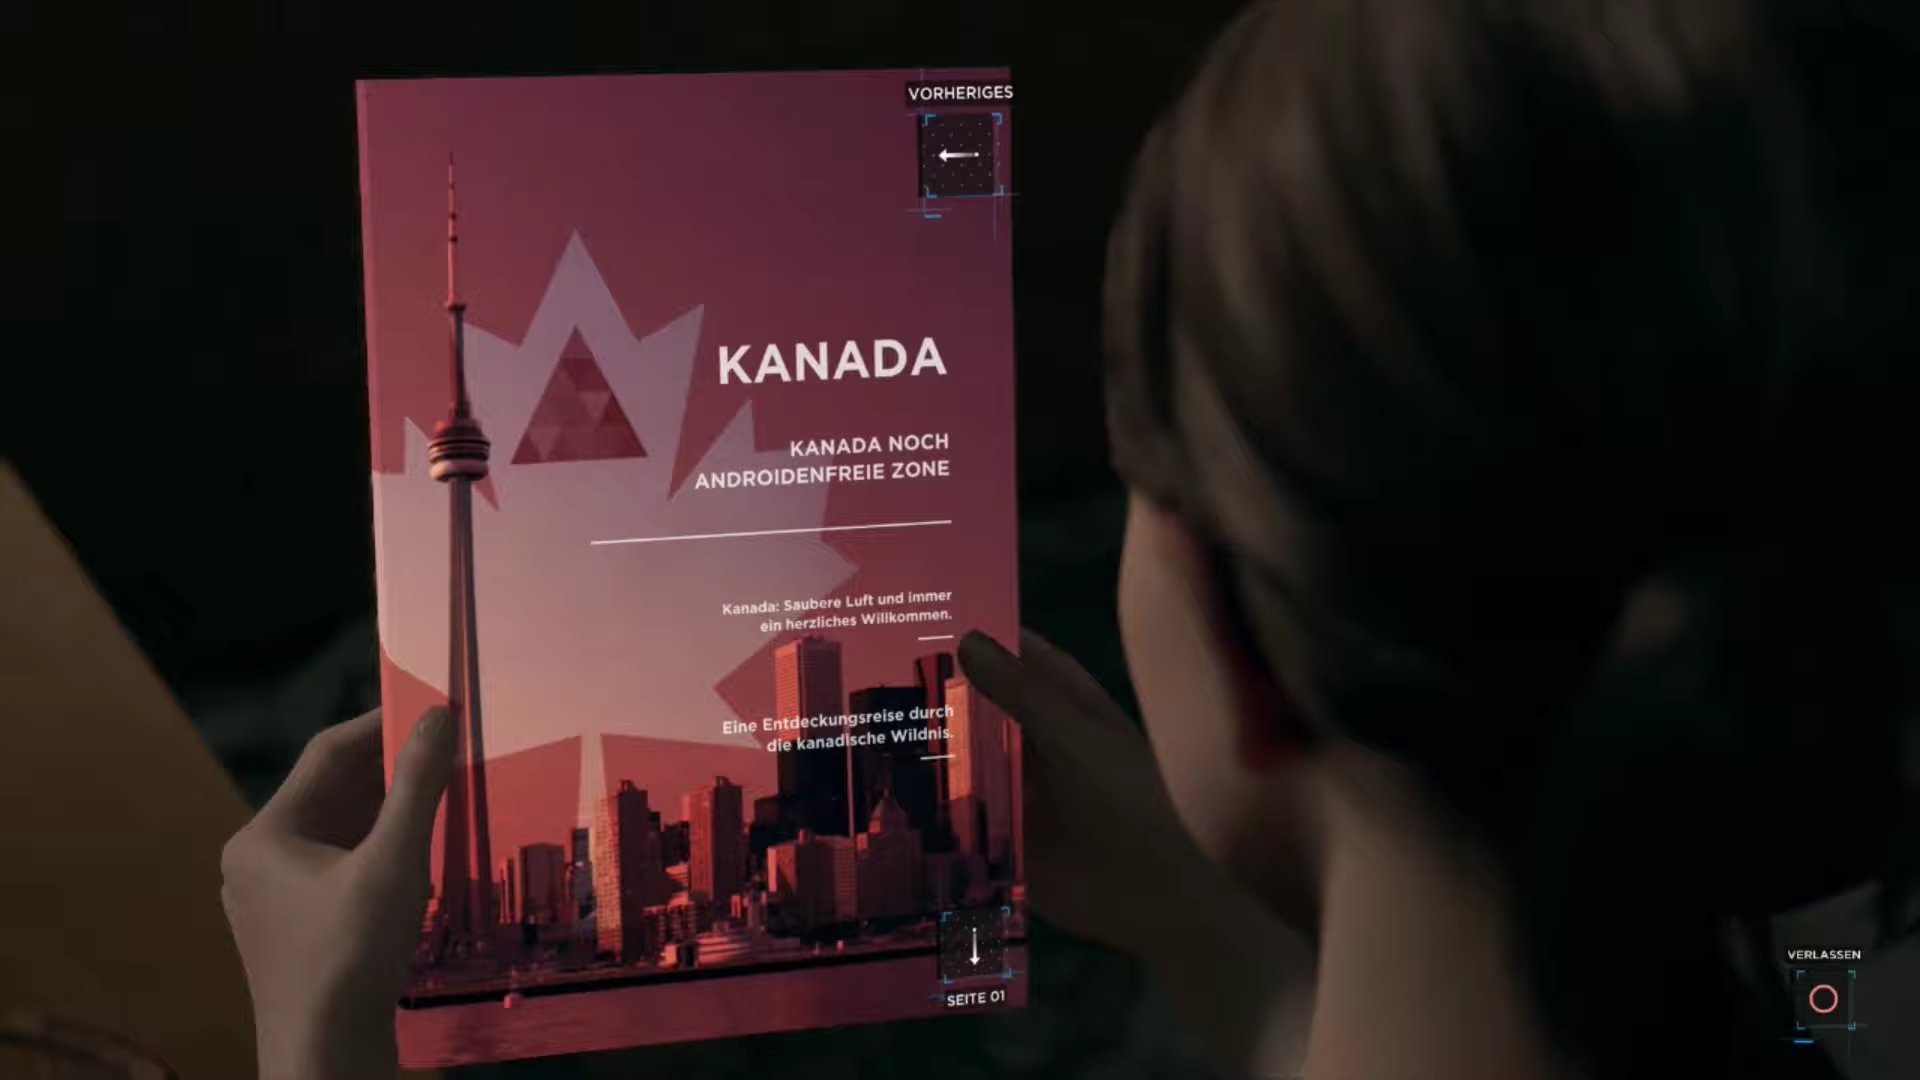 VORHERIGES
KANADA
KANADA NOCH
ANDROIDENFREIE ZONE
Kanada: Saubere Luft und immer
ein herzliches Willkommen.
Eine Entdeckungsreise durch
die kanadische Wildnis.
SEITE 01
VERLASSEN